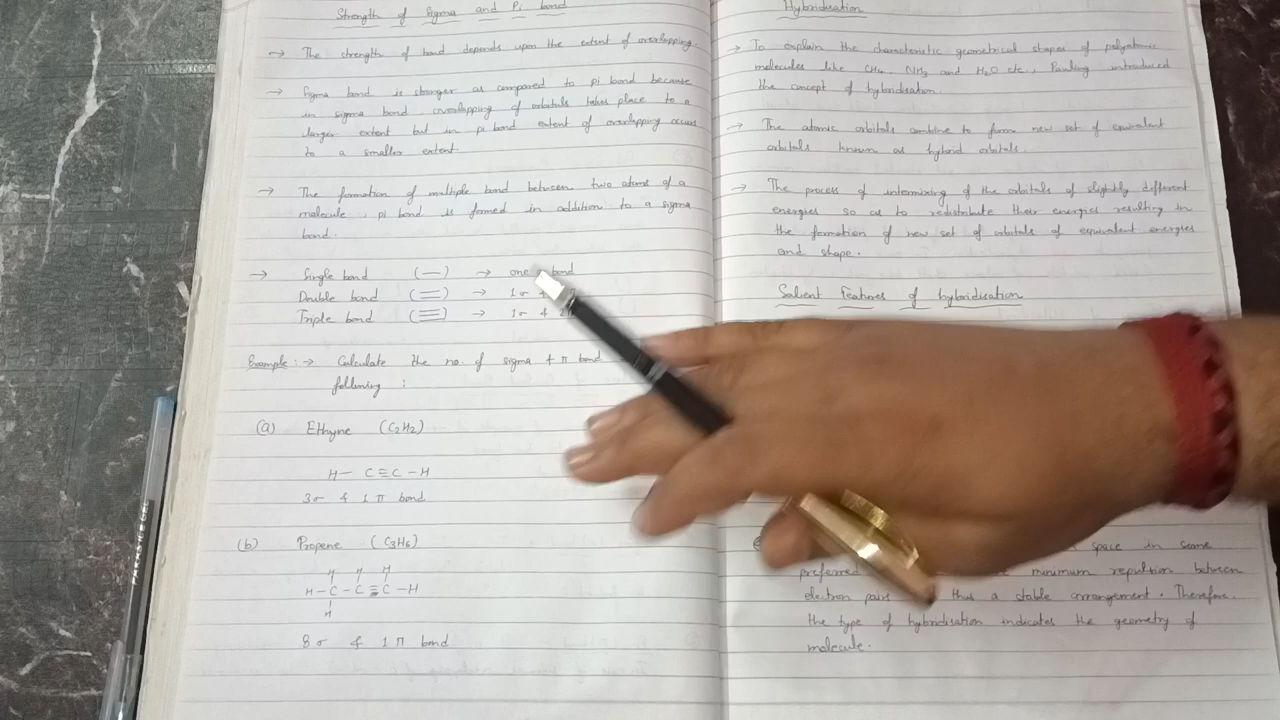 Strength of Sigma and Pi bond
→ The strength of bond depends upon the extent of overlapping.
→ Sigma bond is stronger as compared to pi bond because
in sigma bond overlapping of orbitals takes place to a
larger extent but in pi bond extent of overlapping occurs
to a smaller extent.
→ The formation of multiple bond between two atoms of a
molecule, pi bond is formed in addition to a sigma
bond.
→ Single bond (—) → one bond
Double bond (=) → 1σ
Triple bond (≡) → 1σ & 2
Example :→ Calculate the no. of sigma & π bond
following :
(a) Ethyne (C2H2)
H— C≡C —H
3σ & 1 π bond
(b) Propene (C3H6)
H H H
H—C—C C—H
H
8σ & 1 π bond
Hybridisation
→ To explain the characteristic geometrical shapes of polyatomic
molecules like CH4, NH3 and H2O etc., Pauling introduced
the concept of hybridisation.
→ The atomic orbitals combine to form new set of equivalent
orbitals known as hybrid orbitals.
→ The process of intermixing of the orbitals of slightly different
energies so as to redistribute their energies resulting in
the formation of new set of orbitals of equivalent energies
and shape.
Salient Features of hybridisation
space in some
preferred minimum repulsion between
electron pairs thus a stable arrangement. Therefore,
the type of hybridisation indicates the geometry of
molecule.